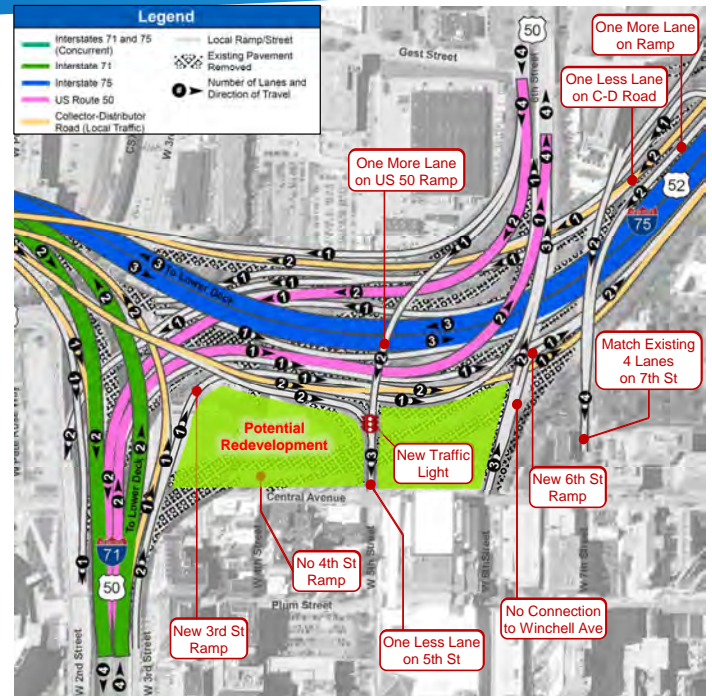 Legend
Interstates 71 and 75
(Concurrent)
Interstate 71
Interstate 75
US Route 50
Collector-Distributor
Road (Local Traffic)
Local Ramp/Street
Existing Pavement
Removed
Number of Lanes and
Direction of Travel
50
Gest Street
6th Street
One More Lane
on Ramp
One Less Lane
on C-D Road
One More Lane
on US 50 Ramp
52
75
To Lower Deck
Match Existing
4 Lanes
on 7th St
Potential
Redevelopment
New Traffic
Light
New 6th St
Ramp
Central Avenue
W Pete Rose Way
To Lower Deck
71
50
No 4th St
Ramp
W 4th Street
W 5th Street
W 6th Street
W 7th Street
Plum Street
New 3rd St
Ramp
One Less Lane
on 5th St
No Connection
to Winchell Ave
W 2nd Street
W 3rd Street